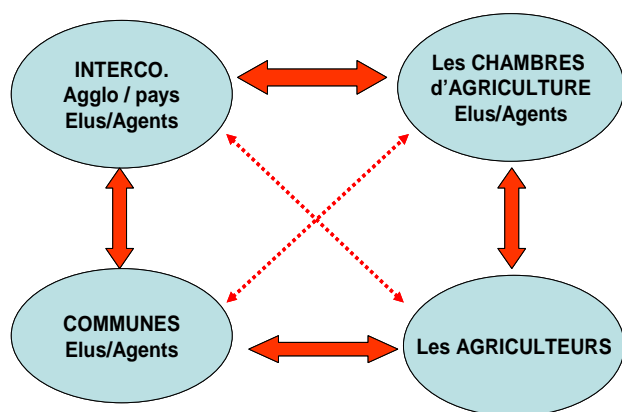 INTERCO.
Agglo / pays
Elus/Agents
Les CHAMBRES
d'AGRICULTURE
Elus/Agents
COMMUNES
Elus/Agents
Les AGRICULTEURS